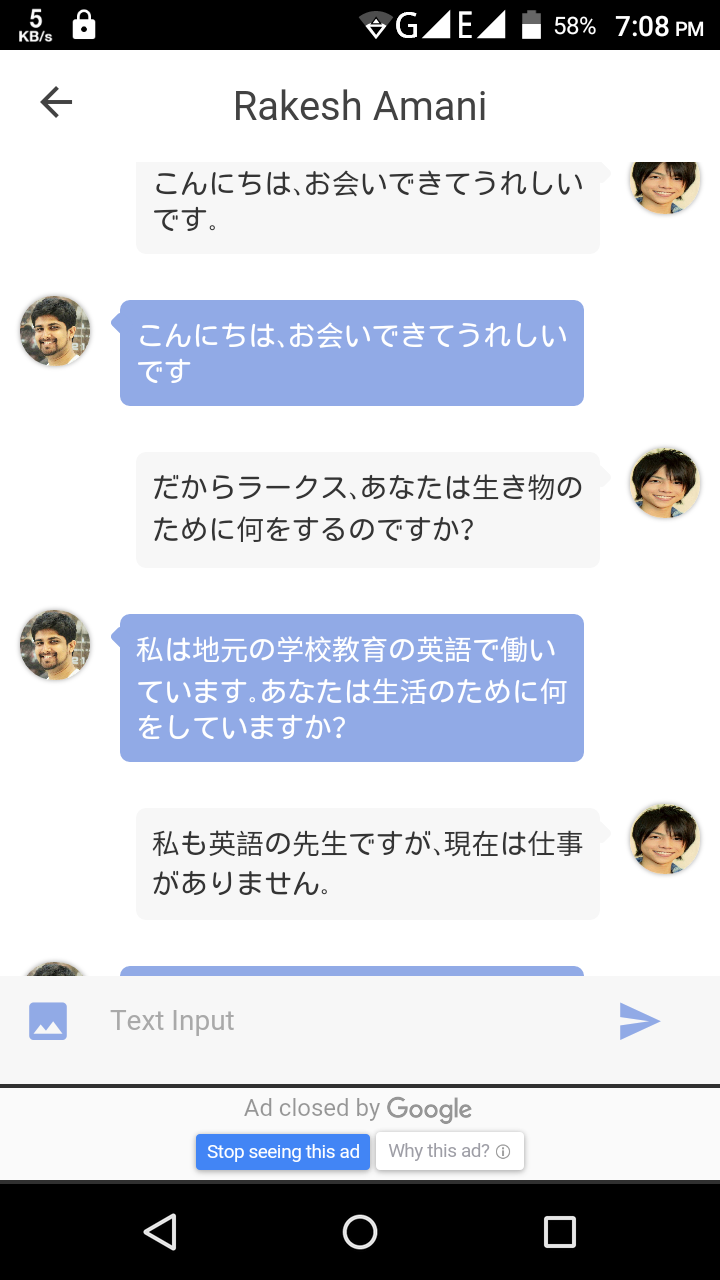 5
KB/s
G E 58% 7:08 PM
Rakesh Amani
こんにちは、お会いできてうれしい
です。
こんにちは、お会いできてうれしい
です
だからラークス、あなたは生き物の
ために何をするのですか?
私は地元の学校教育の英語で働い
ています。あなたは生活のために何
をしていますか?
私も英語の先生ですが、現在は仕事
がありません。
Text Input
Ad closed by Google
Stop seeing this ad
Why this ad?